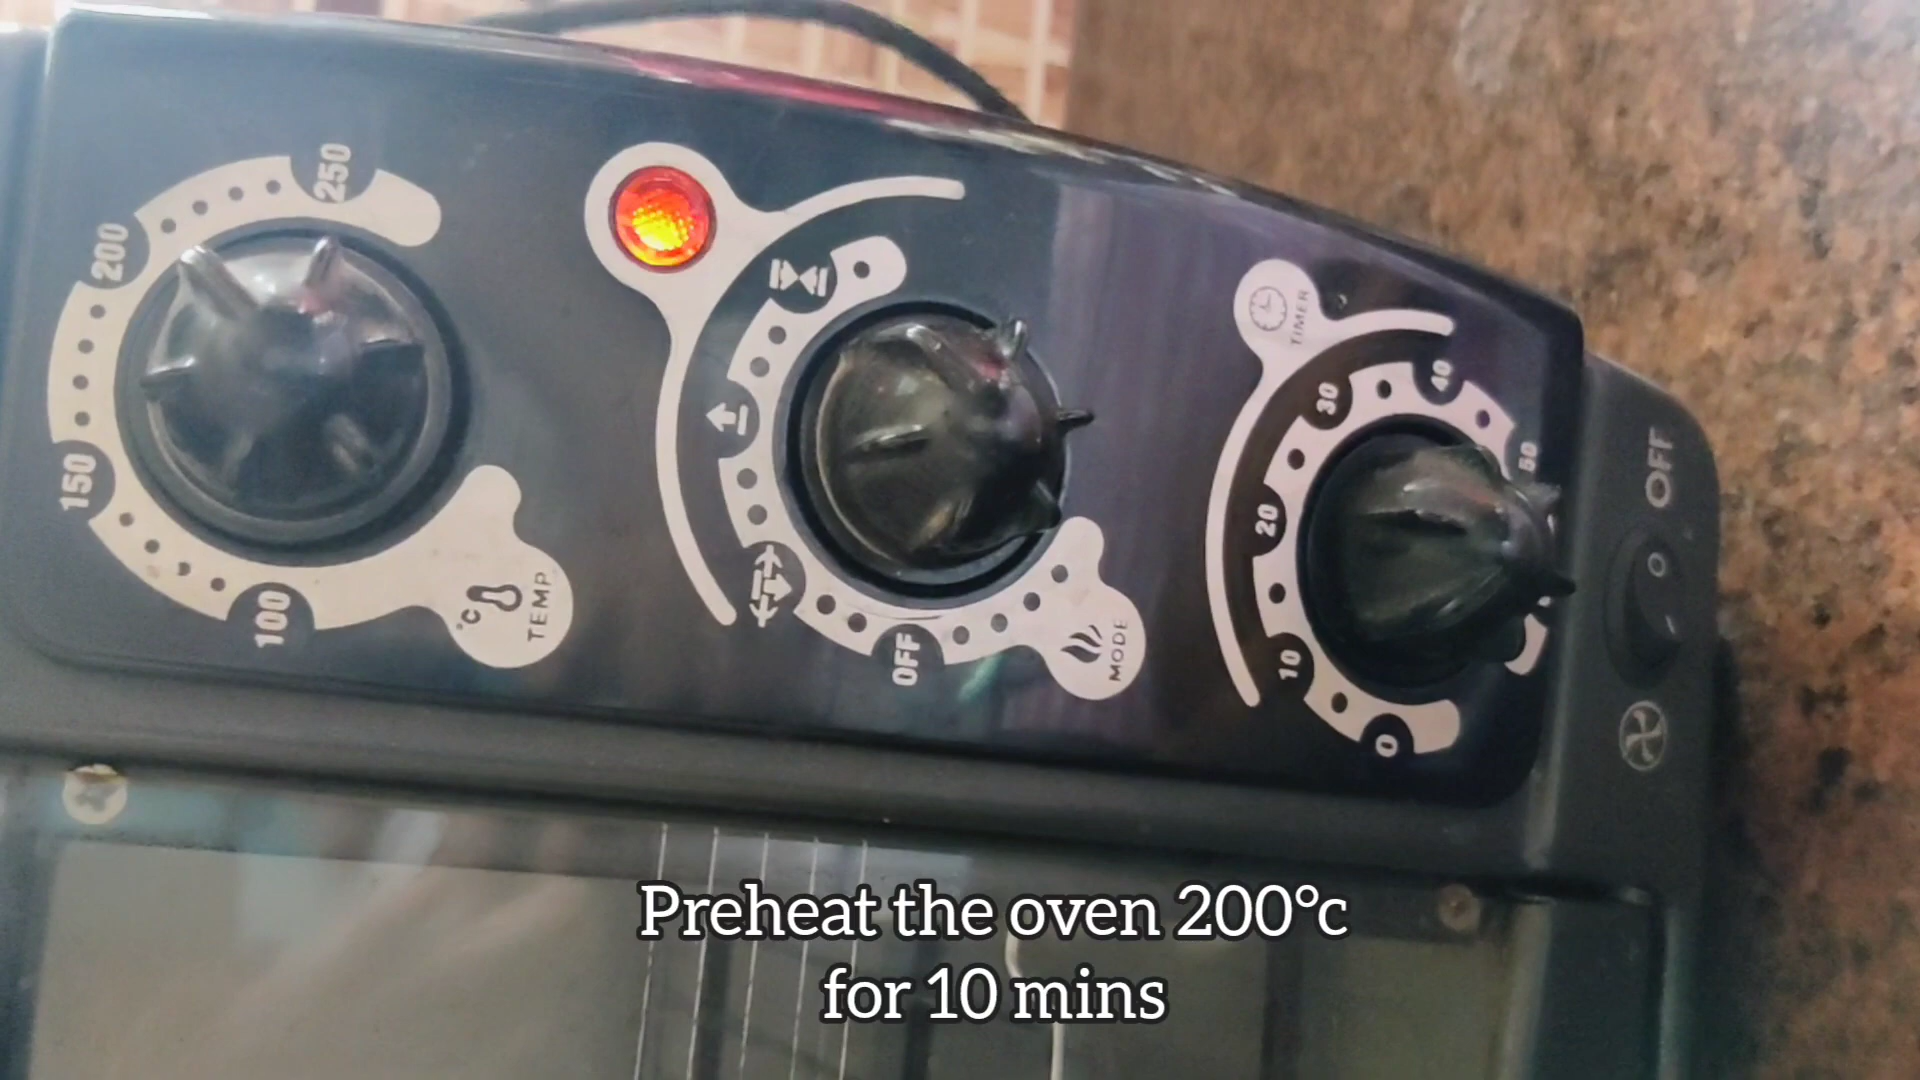 250
200
150
100
°C
TEMP
OFF
MODE
TIMER
40
30
50
20
10
0
OFF
Preheat the oven 200°c
for 10 mins